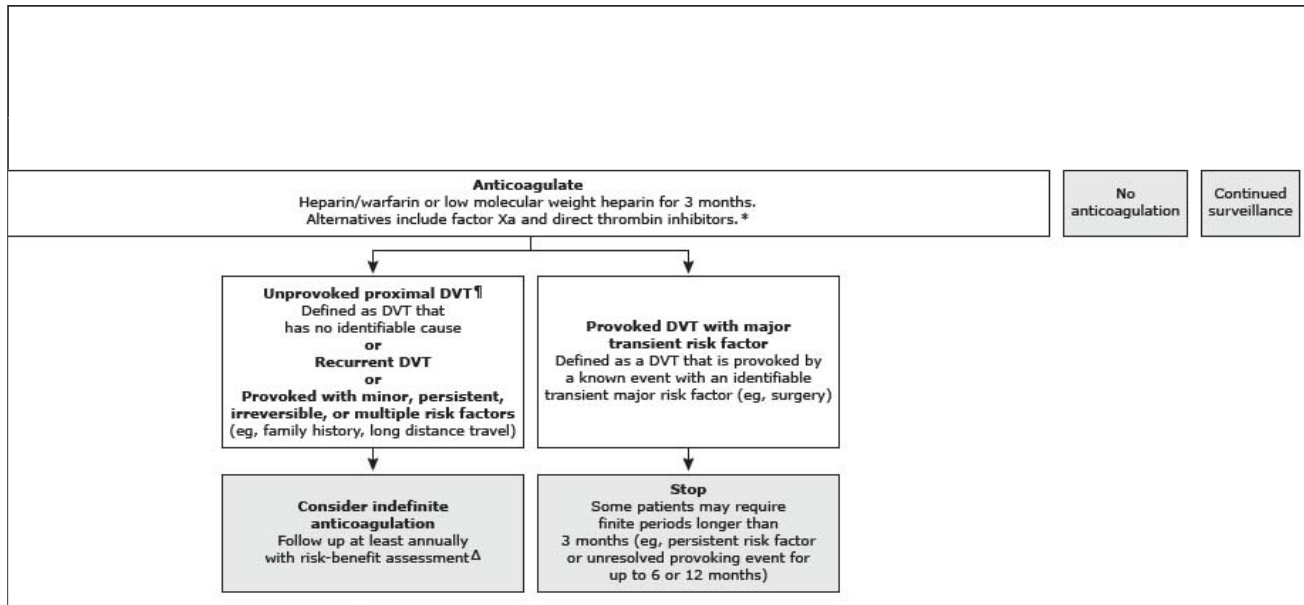 Anticoagulate
Heparin/warfarin or low molecular weight heparin for 3 months.
Alternatives include factor Xa and direct thrombin inhibitors.*
No
anticoagulation
Continued
surveillance
Unprovoked proximal DVT¶
Defined as DVT that
has no identifiable cause
or
Recurrent DVT
or
Provoked with minor, persistent,
irreversible, or multiple risk factors
(eg, family history, long distance travel)
Provoked DVT with major
transient risk factor
Defined as a DVT that is provoked by
a known event with an identifiable
transient major risk factor (eg, surgery)
Consider indefinite
anticoagulation
Follow up at least annually
with risk-benefit assessmentΔ
Stop
Some patients may require
finite periods longer than
3 months (eg, persistent risk factor
or unresolved provoking event for
up to 6 or 12 months)